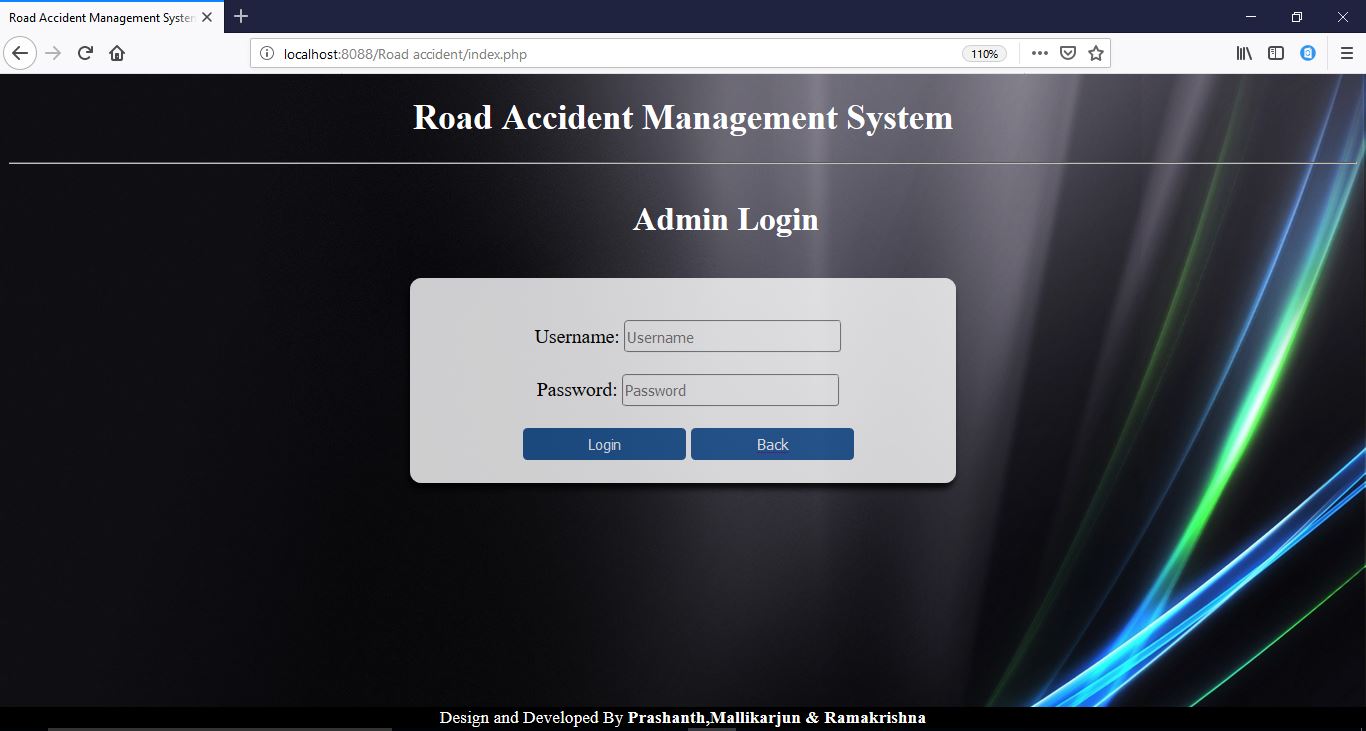 Road Accident Management System
localhost:8088/Road accident/index.php 110%
Road Accident Management System
Admin Login
Username: Username
Password: Password
Login Back
Design and Developed By Prashanth,Mallikarjun & Ramakrishna